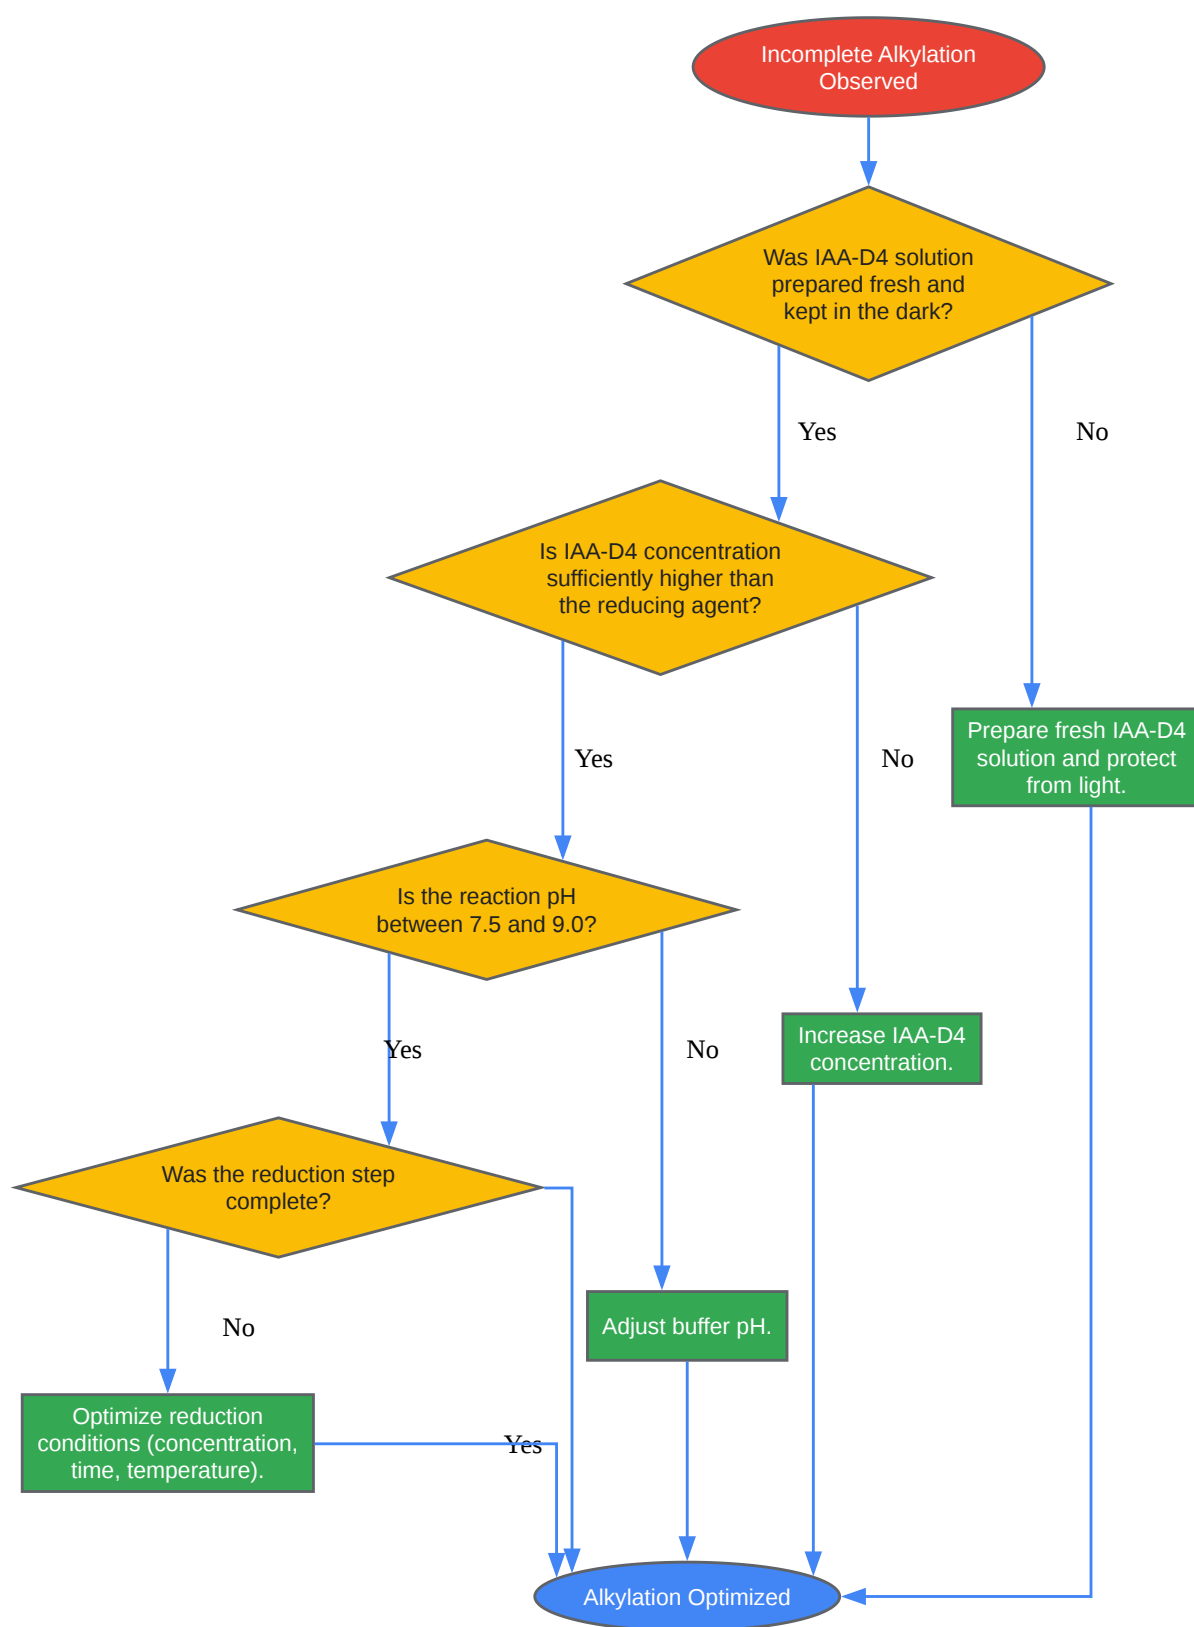 Incomplete Alkylation
Observed
Was IAA-D4 solution
prepared fresh and
kept in the dark?
Yes
No
Is IAA-D4 concentration
sufficiently higher than
the reducing agent?
Prepare fresh IAA-D4
solution and protect
from light.
Yes
No
Is the reaction pH
between 7.5 and 9.0?
Increase IAA-D4
concentration.
Yes
No
Was the reduction step
complete?
Adjust buffer pH.
No
Optimize reduction
conditions (concentration,
time, temperature).
Yes
Alkylation Optimized